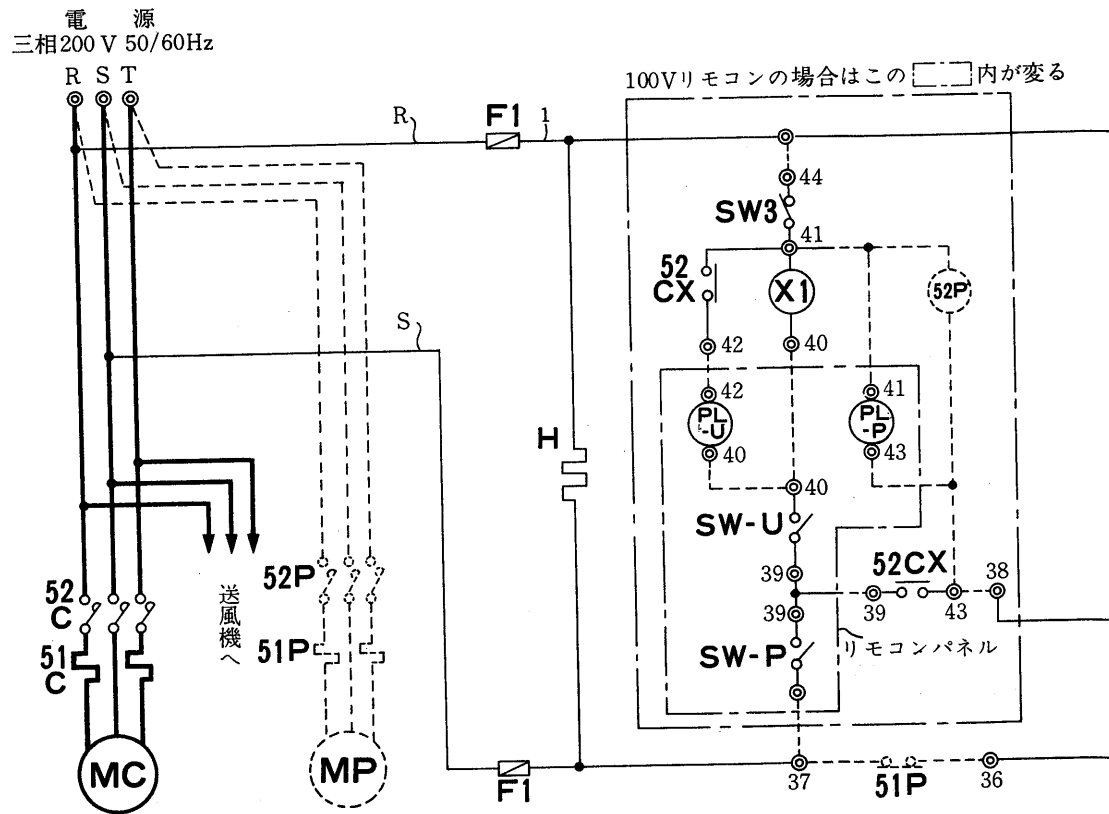 電 源
三相200V 50/60Hz
R S T
100Vリモコンの場合はこの 内が変る
R
F1
1
44
SW3
41
52
CX
X1
52P
S
42
40
42
41
PL
-U
PL
-P
H
40
43
40
SW-U
52CX
52
C
送風機へ
52P
39
39
43
38
39
51
C
51P
SW-P
リモコンパネル
MC
MP
F1
37
51P
36